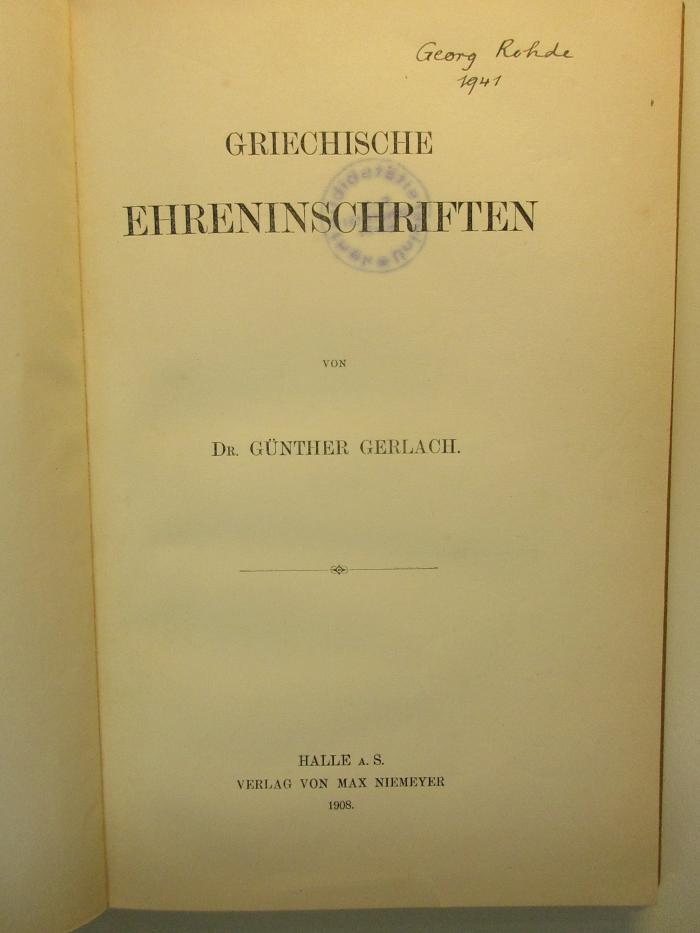 Georg Rohde
1941
GRIECHISCHE
EHRENINSCHRIFTEN
VON
DR. GÜNTHER GERLACH.
HALLE A. S.
VERLAG VON MAX NIEMEYER
1908.